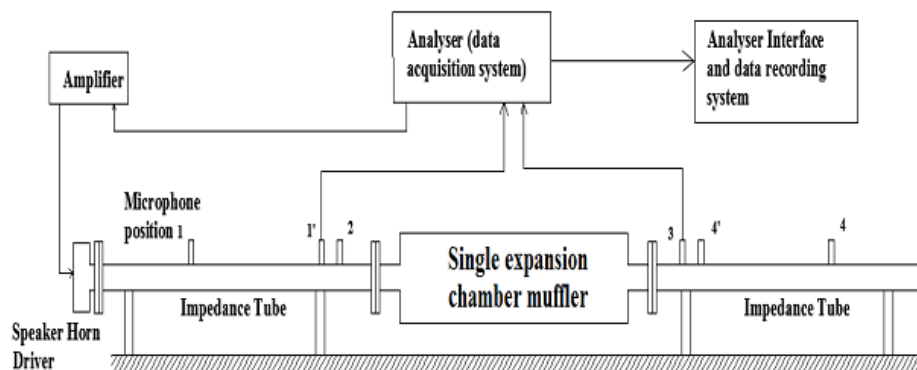 Amplifier
Analyser (data
acquisition system)
Analyser Interface
and data recording
system
Microphone
position 1
1'
2
3
4'
4
Single expansion
chamber muffler
Impedance Tube
Impedance Tube
Speaker Horn
Driver